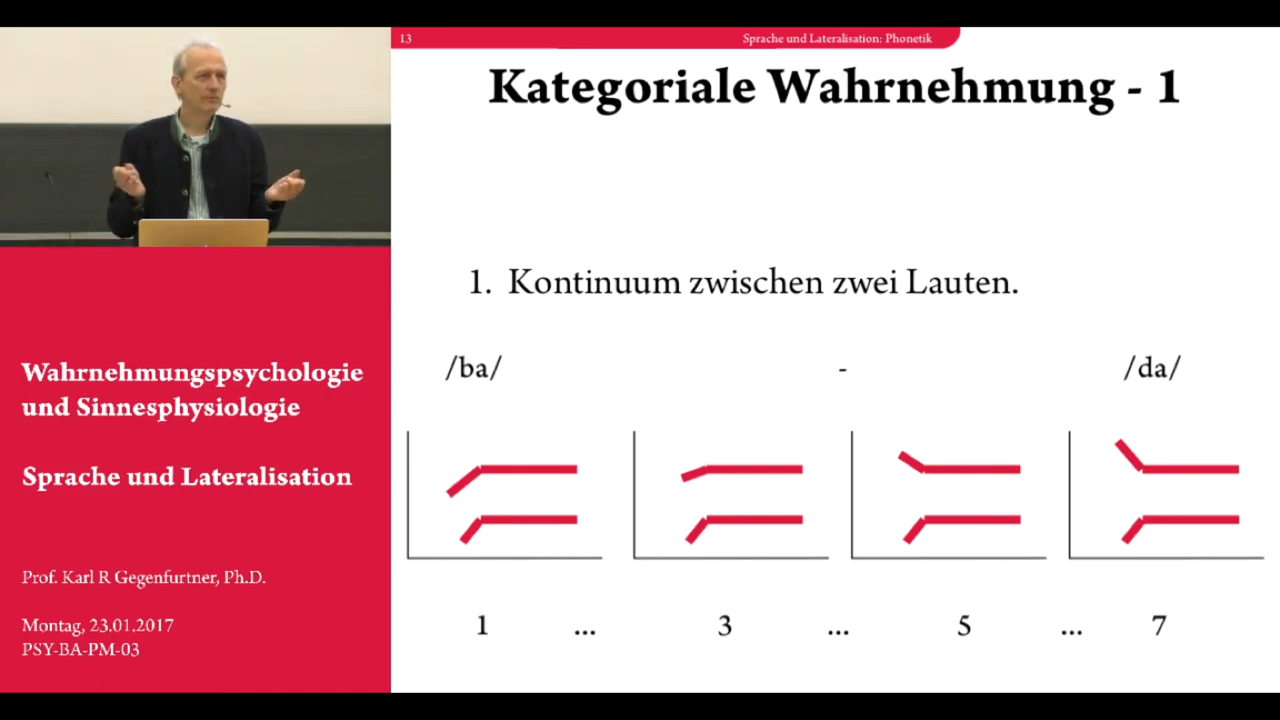 13
Sprache und Lateralisation: Phonetik
Kategoriale Wahrnehmung - 1
1. Kontinuum zwischen zwei Lauten.
/ba/ - /da/
1 ... 3 ... 5 ... 7
Wahrnehmungspsychologie
und Sinnesphysiologie
Sprache und Lateralisation
Prof. Karl R Gegenfurtner, Ph.D.
Montag, 23.01.2017
PSY-BA-PM-03